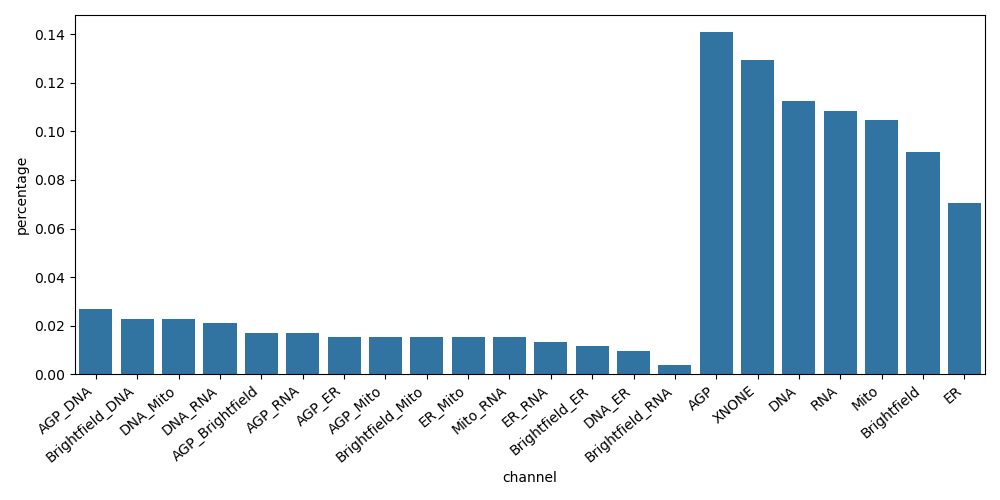 0.14
0.12
0.10
0.08
0.06
0.04
0.02
0.00
percentage
AGP_DNA
Brightfield_DNA
DNA_Mito
DNA_RNA
AGP_Brightfield
AGP_RNA
AGP_ER
AGP_Mito
Brightfield_Mito
ER_Mito
Mito_RNA
ER_RNA
Brightfield_ER
DNA_ER
Brightfield_RNA
AGP
XNONE
DNA
RNA
Mito
Brightfield
ER
channel